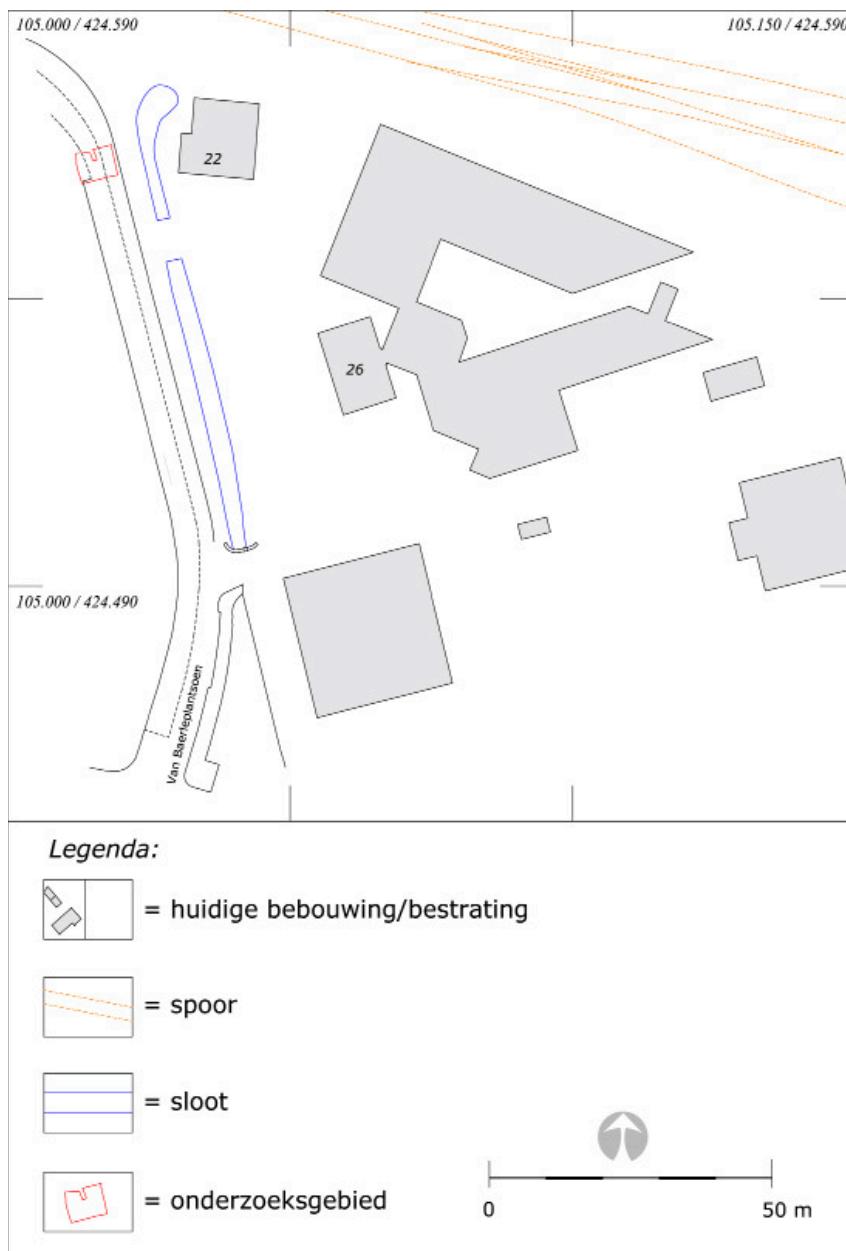 105.000 / 424.590
105.150 / 424.590
22
26
105.000 / 424.490
Van Baerleplantsoen
Legenda:
= huidige bebouwing/bestrating
= spoor
= sloot
= onderzoeksgebied
0
50 m